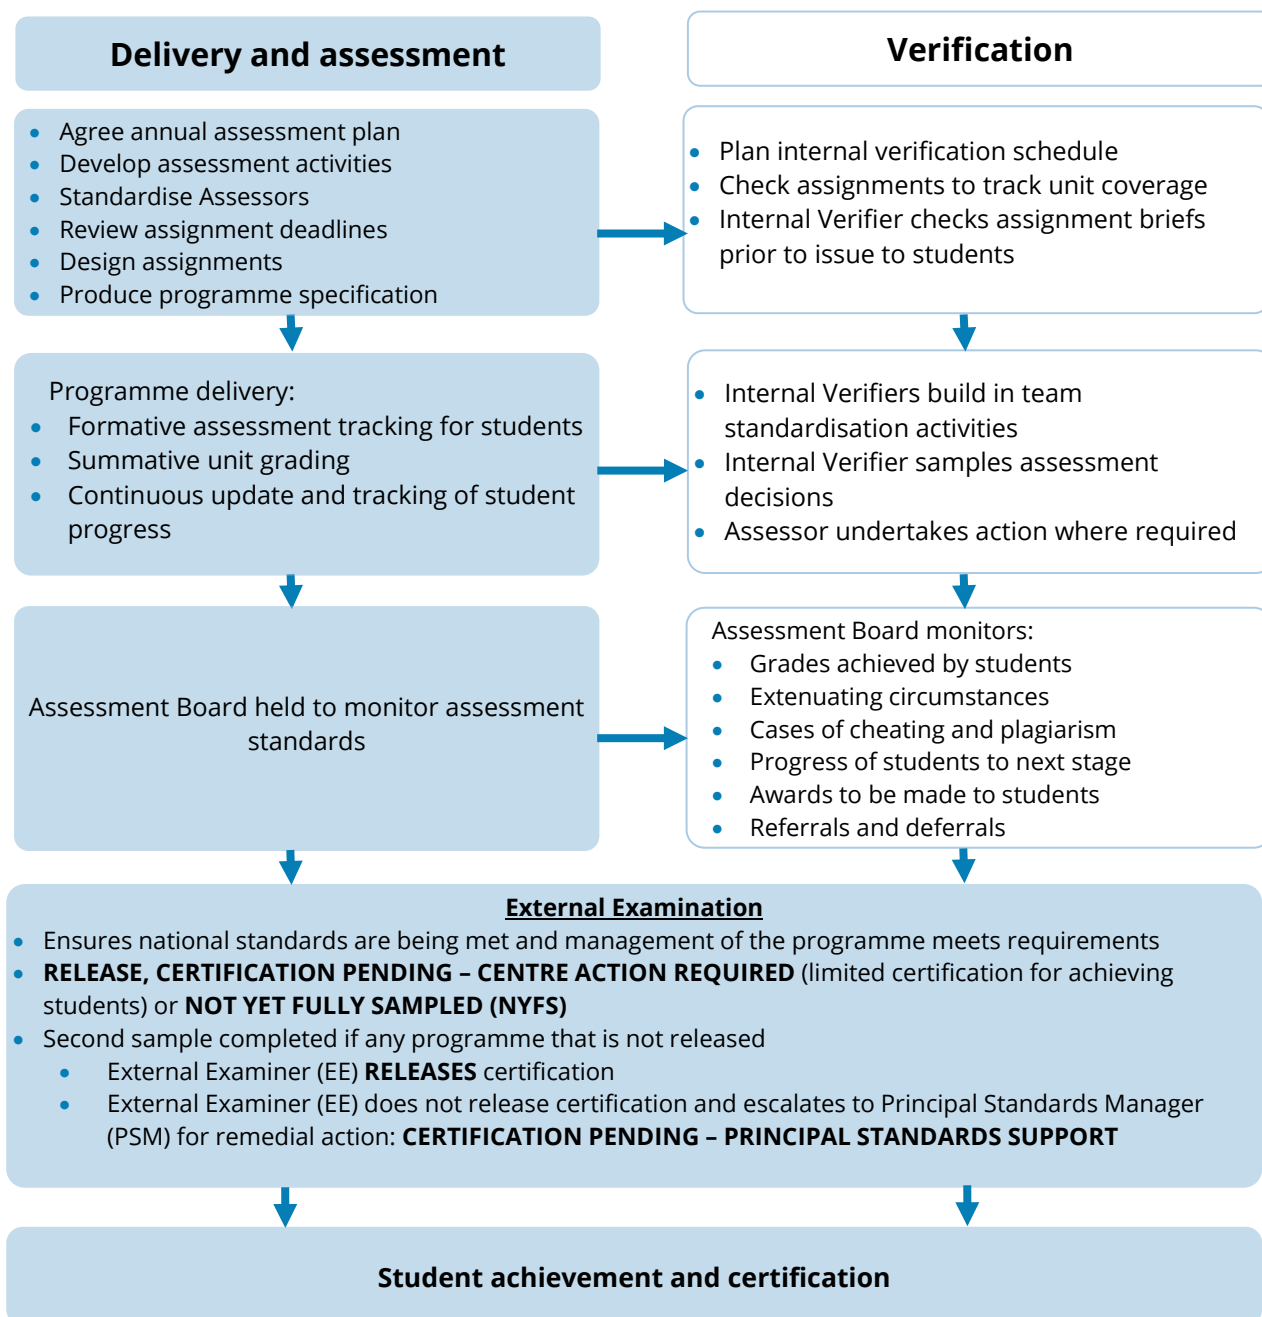 Delivery and assessment
Verification
• Agree annual assessment plan
• Develop assessment activities
• Standardise Assessors
• Review assignment deadlines
• Design assignments
• Produce programme specification
• Plan internal verification schedule
• Check assignments to track unit coverage
• Internal Verifier checks assignment briefs
prior to issue to students
Programme delivery:
• Formative assessment tracking for students
• Summative unit grading
• Continuous update and tracking of student
progress
• Internal Verifiers build in team
standardisation activities
• Internal Verifier samples assessment
decisions
• Assessor undertakes action where required
Assessment Board held to monitor assessment
standards
Assessment Board monitors:
• Grades achieved by students
• Extenuating circumstances
• Cases of cheating and plagiarism
• Progress of students to next stage
• Awards to be made to students
• Referrals and deferrals
External Examination
• Ensures national standards are being met and management of the programme meets requirements
• RELEASE, CERTIFICATION PENDING – CENTRE ACTION REQUIRED (limited certification for achieving
students) or NOT YET FULLY SAMPLED (NYFS)
• Second sample completed if any programme that is not released
• External Examiner (EE) RELEASES certification
• External Examiner (EE) does not release certification and escalates to Principal Standards Manager
(PSM) for remedial action: CERTIFICATION PENDING – PRINCIPAL STANDARDS SUPPORT
Student achievement and certification